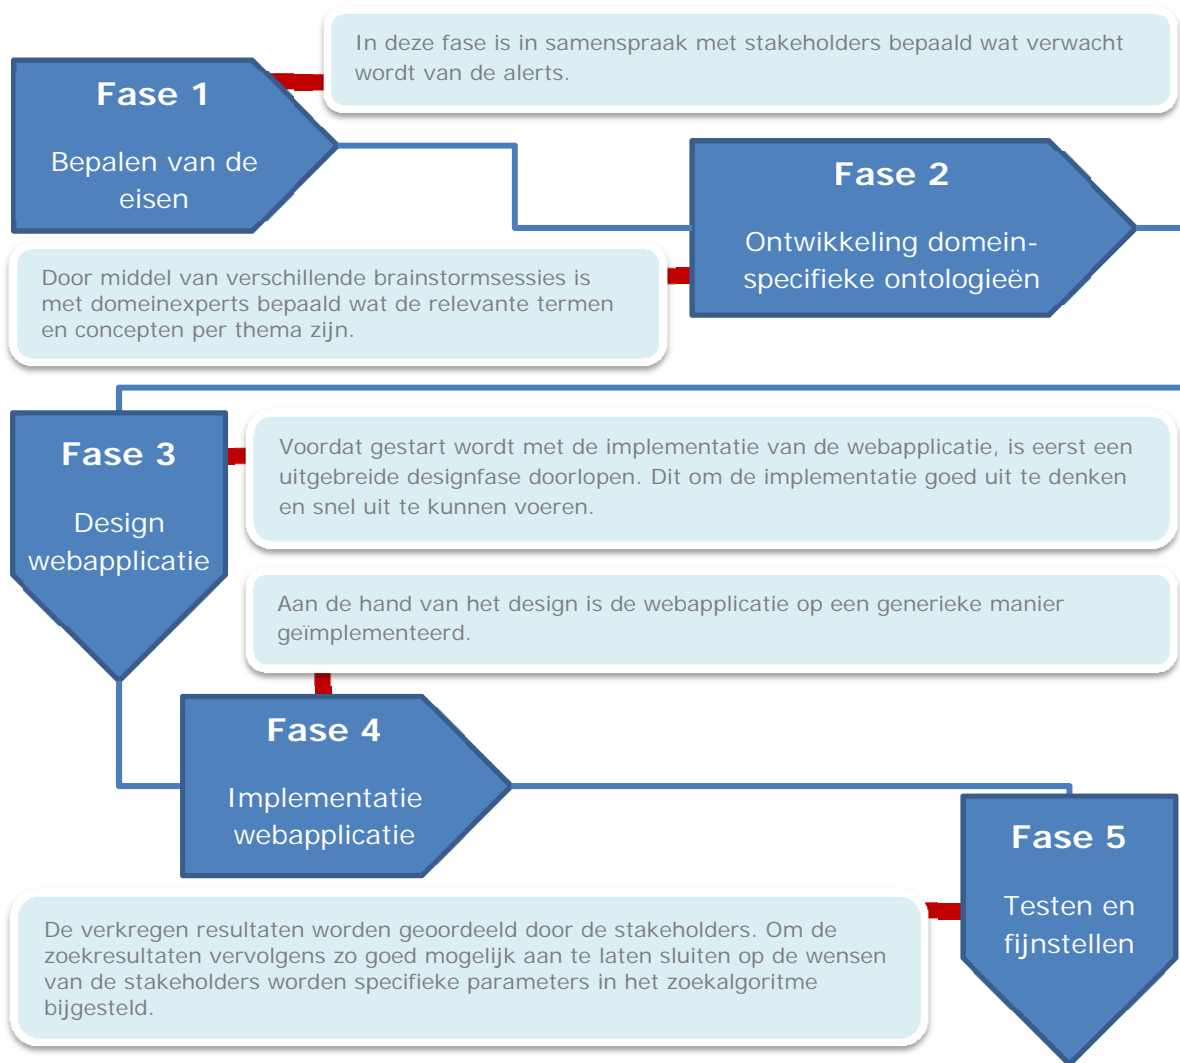 In deze fase is in samenspraak met stakeholders bepaald wat verwacht
wordt van de alerts.
Fase 1
Bepalen van de
eisen
Fase 2
Ontwikkeling domein-
specifieke ontologieën
Door middel van verschillende brainstormsessies is
met domeinexperts bepaald wat de relevante termen
en concepten per thema zijn.
Fase 3
Design
webapplicatie
Voordat gestart wordt met de implementatie van de webapplicatie, is eerst een
uitgebreide designfase doorlopen. Dit om de implementatie goed uit te denken
en snel uit te kunnen voeren.
Aan de hand van het design is de webapplicatie op een generieke manier
geïmplementeerd.
Fase 4
Implementatie
webapplicatie
Fase 5
Testen en
fijnstellen
De verkregen resultaten worden geoordeeld door de stakeholders. Om de
zoekresultaten vervolgens zo goed mogelijk aan te laten sluiten op de wensen
van de stakeholders worden specifieke parameters in het zoekalgoritme
bijgesteld.